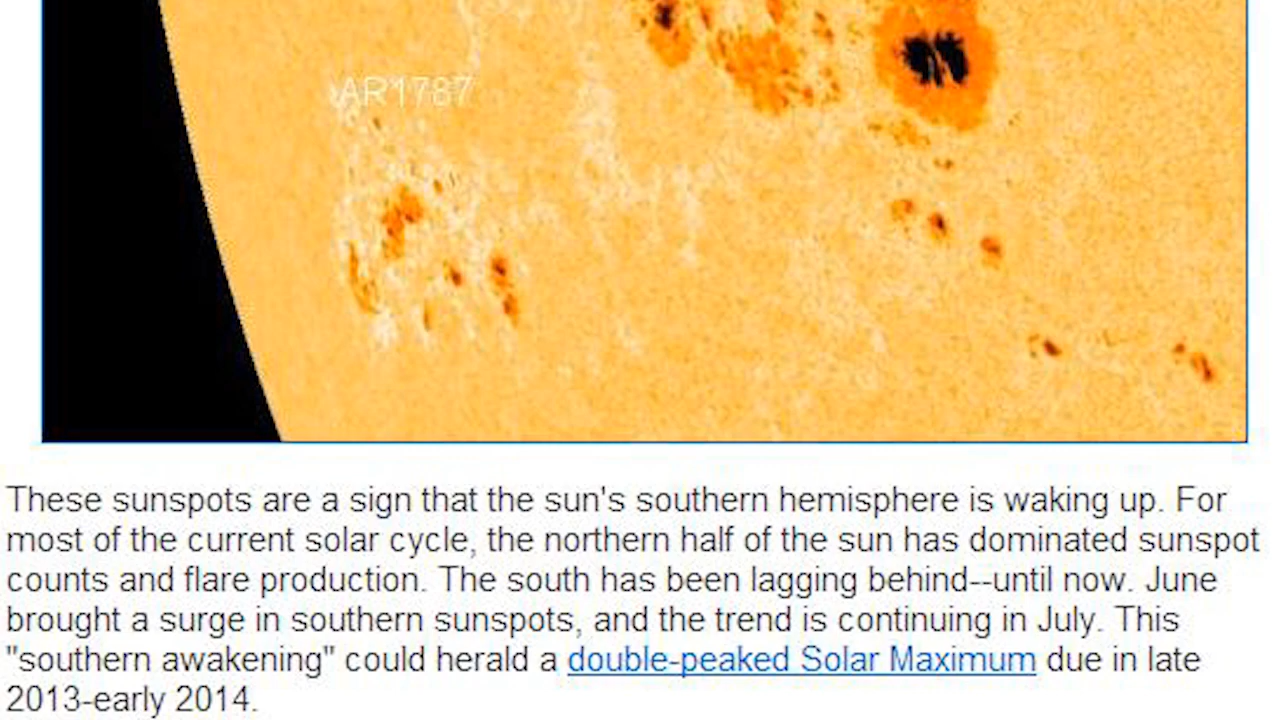 AR1787
These sunspots are a sign that the sun's southern hemisphere is waking up. For
most of the current solar cycle, the northern half of the sun has dominated sunspot
counts and flare production. The south has been lagging behind--until now. June
brought a surge in southern sunspots, and the trend is continuing in July. This
"southern awakening" could herald a double-peaked Solar Maximum due in late
2013-early 2014.